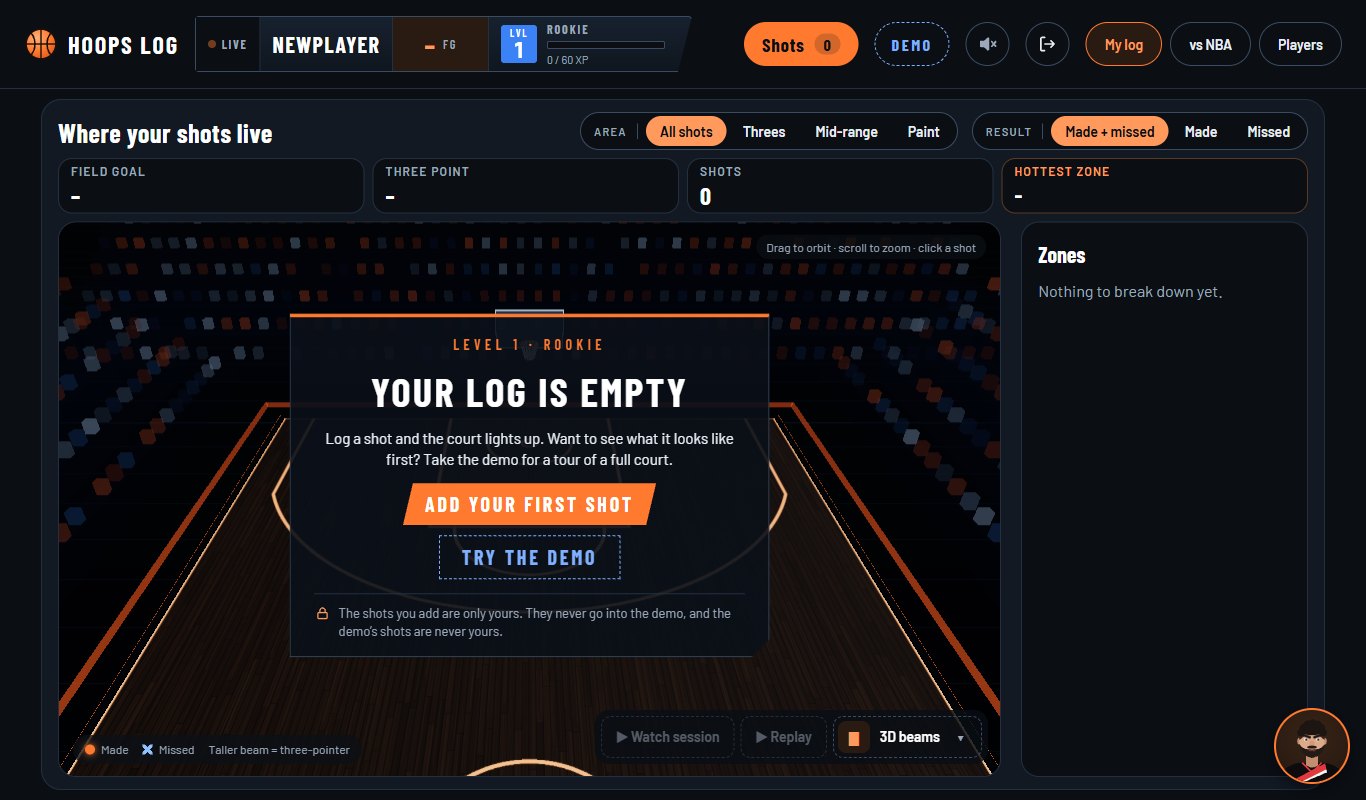 HOOPS LOG
LIVE
NEWPLAYER
– FG
LVL
1
ROOKIE
0 / 60 XP
Shots 0
DEMO
My log
vs NBA
Players
Where your shots live
AREA
All shots
Threes
Mid-range
Paint
RESULT
Made + missed
Made
Missed
FIELD GOAL
–
THREE POINT
–
SHOTS
0
HOTTEST ZONE
–
Drag to orbit · scroll to zoom · click a shot
Zones
Nothing to break down yet.
LEVEL 1 · ROOKIE
YOUR LOG IS EMPTY
Log a shot and the court lights up. Want to see what it looks like
first? Take the demo for a tour of a full court.
ADD YOUR FIRST SHOT
TRY THE DEMO
The shots you add are only yours. They never go into the demo, and the
demo's shots are never yours.
Made
Missed
Taller beam = three-pointer
Watch session
Replay
3D beams